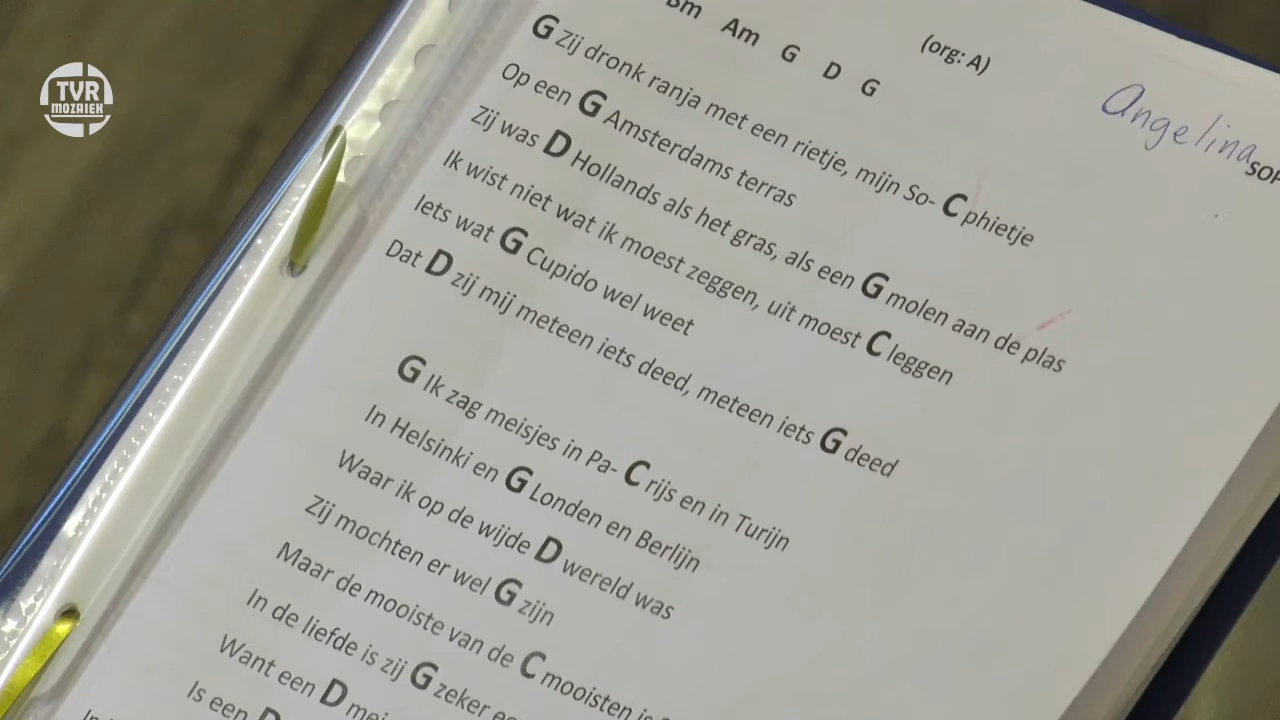 TVR
MOZAIEK
Bm Am G D G
(org: A)
Angelina
G Zij dronk ranja met een rietje, mijn So- C phietje
Op een G Amsterdams terras
Zij was D Hollands als het gras, als een G molen aan de plas
Ik wist niet wat ik moest zeggen, uit moest C leggen
Iets wat G Cupido wel weet
Dat D zij mij meteen iets deed, meteen iets G deed
G Ik zag meisjes in Pa- C rijs en in Turijn
In Helsinki en G Londen en Berlijn
Waar ik op de wijde D wereld was
Zij mochten er wel G zijn
Maar de mooiste van de C mooisten is
In de liefde is zij G zeker
Want een D
Is een D